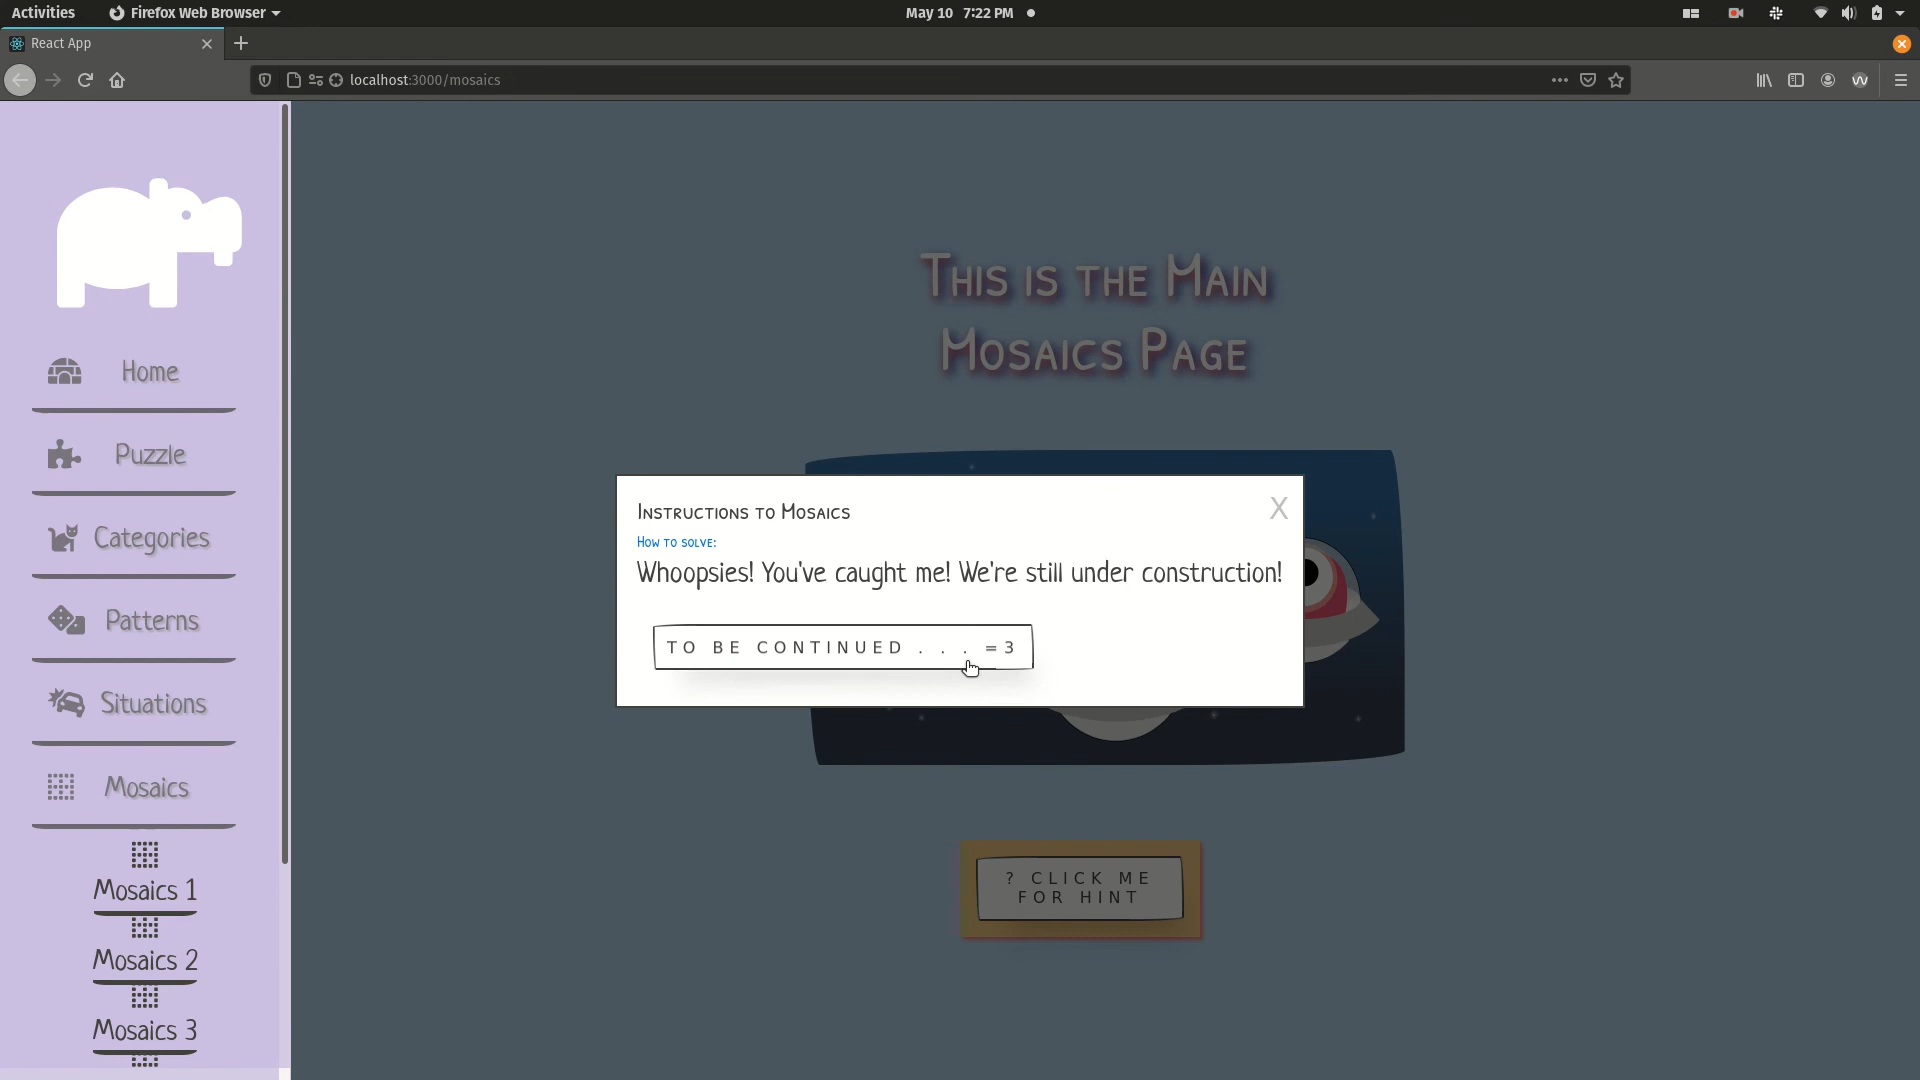 Activities
Firefox Web Browser
May 10 7:22 PM
React App
localhost:3000/mosaics
Home
Puzzle
Categories
Patterns
Situations
Mosaics
Mosaics 1
Mosaics 2
Mosaics 3
This is the Main
Mosaics Page
Instructions to Mosaics
X
How to solve:
Whoopsies! You've caught me! We're still under construction!
TO BE CONTINUED . . . =3
? CLICK ME
FOR HINT